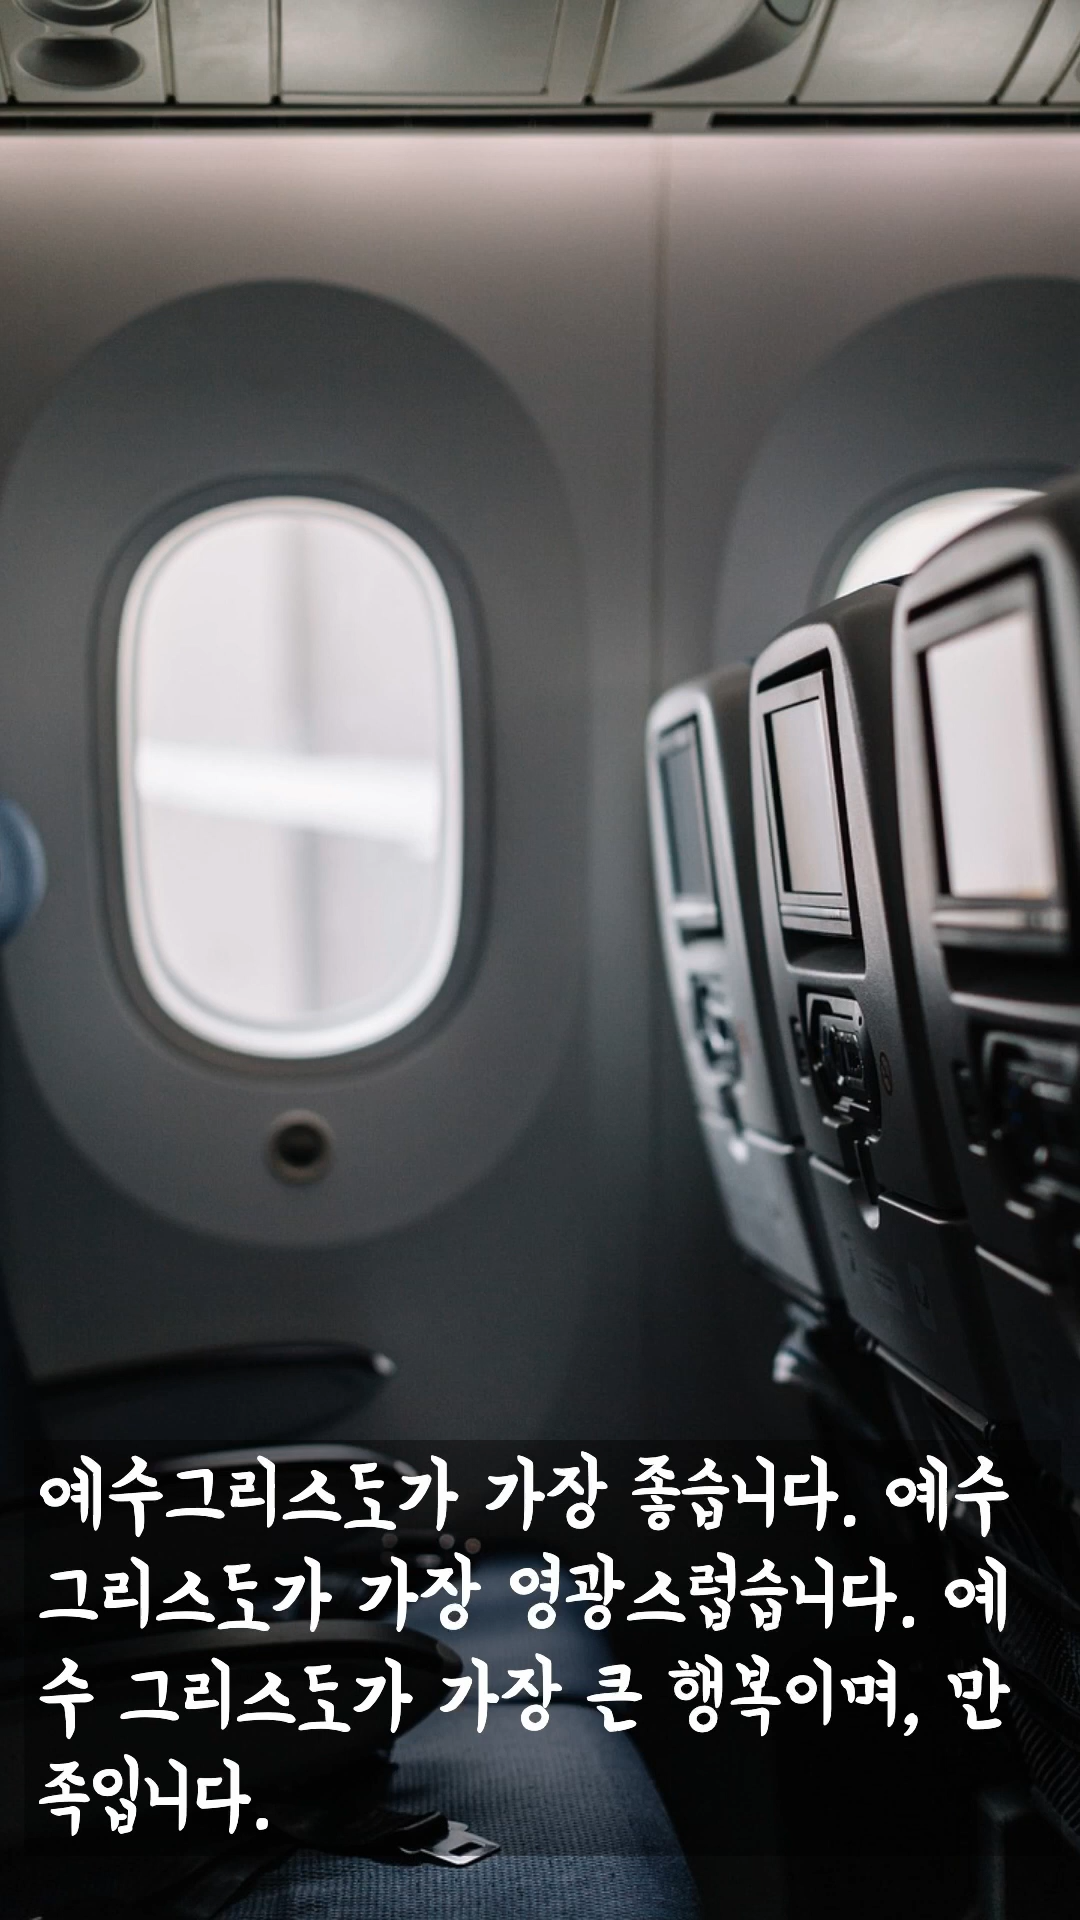 예수그리스도가 가장 좋습니다. 예수
그리스도가 가장 영광스럽습니다. 예
수 그리스도가 가장 큰 행복이며, 만
족입니다.